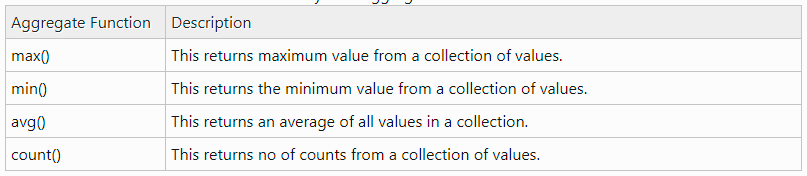 Aggregate Function Description
max() This returns maximum value from a collection of values.
min() This returns the minimum value from a collection of values.
avg() This returns an average of all values in a collection.
count() This returns no of counts from a collection of values.